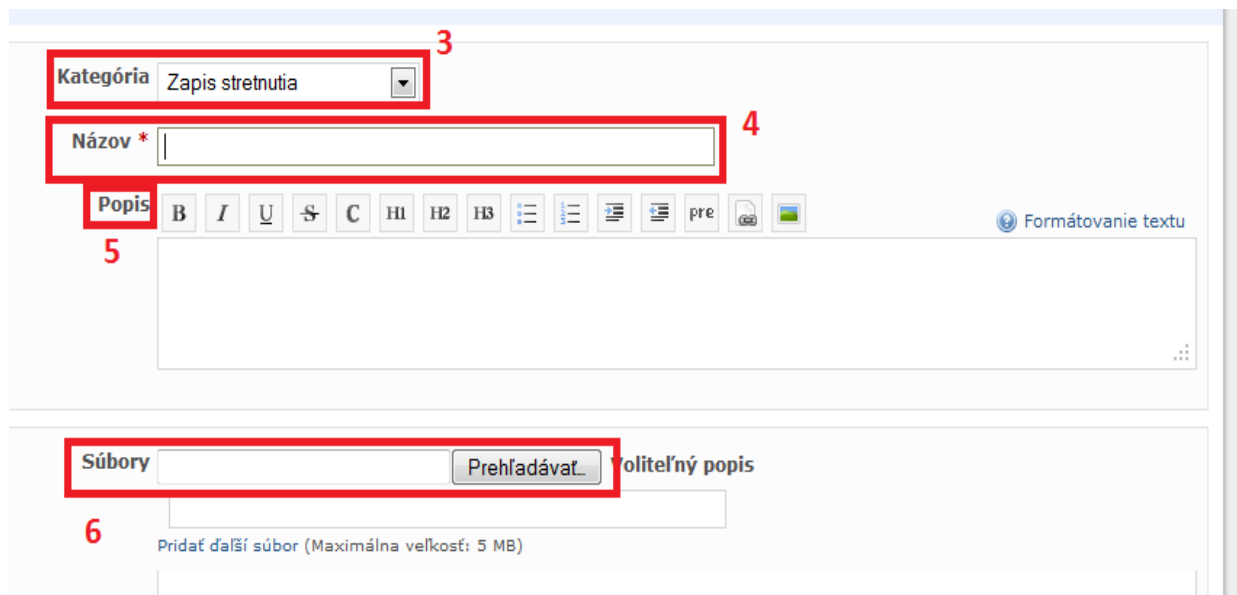 3
Kategória Zapis stretnutia
4
Názov *
Popis B I U S C H1 H2 H3 pre Formátovanie textu
5
Súbory Prehľadávať... Voliteľný popis
6
Pridať ďalší súbor (Maximálna veľkosť: 5 MB)